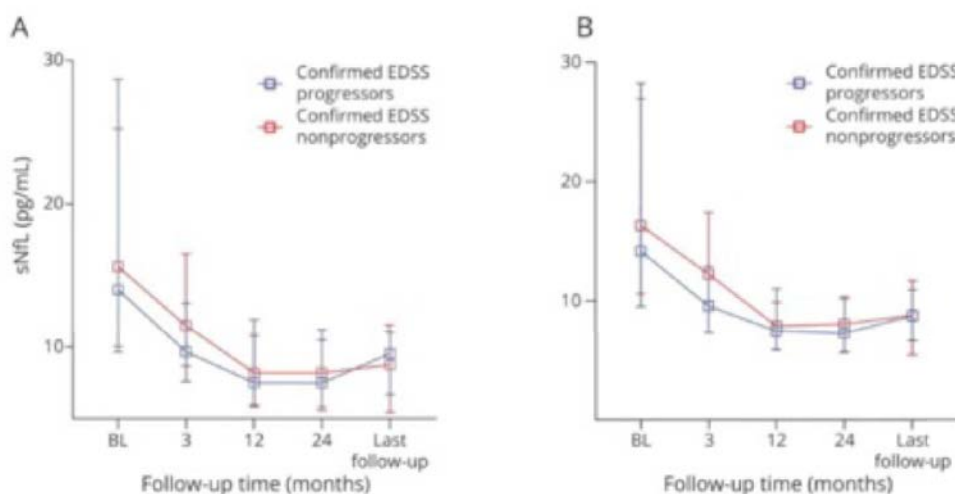 A
30
20
10
sNfL (pg/mL)
Confirmed EDSS
progressors
Confirmed EDSS
nonprogressors
BL 3 12 24 Last
follow-up
Follow-up time (months)
B
30
20
10
Confirmed EDSS
progressors
Confirmed EDSS
nonprogressors
BL 3 12 24 Last
follow-up
Follow-up time (months)